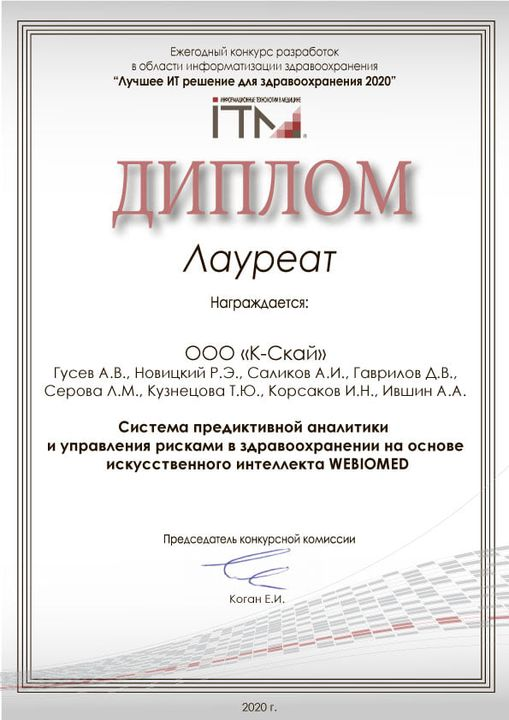 Ежегодный конкурс разработок
в области информатизации здравоохранения
“Лучшее ИТ решение для здравоохранения 2020”
ИНФОРМАЦИОННЫЕ ТЕХНОЛОГИИ В МЕДИЦИНЕ
iTM
ДИПЛОМ
Лауреат
Награждается:
ООО «К-Скай»
Гусев А.В., Новицкий Р.Э., Саликов А.И., Гаврилов Д.В.,
Серова Л.М., Кузнецова Т.Ю., Корсаков И.Н., Ившин А.А.
Система предиктивной аналитики
и управления рисками в здравоохранении на основе
искусственного интеллекта WEBIOMED
Председатель конкурсной комиссии
Коган Е.И.
2020 г.